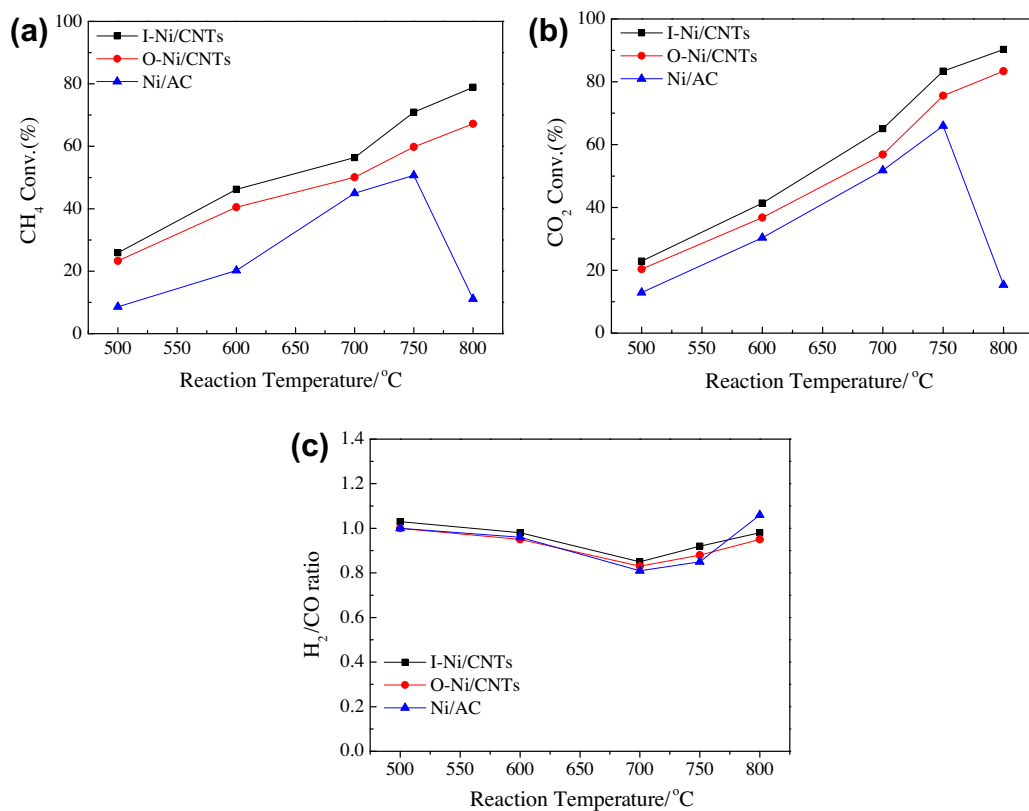 (a)
I-Ni/CNTs
O-Ni/CNTs
Ni/AC
CH4 Conv.(%)
100
80
60
40
20
0
500 550 600 650 700 750 800
Reaction Temperature/ °C
(b)
I-Ni/CNTs
O-Ni/CNTs
Ni/AC
CO2 Conv.(%)
100
80
60
40
20
0
500 550 600 650 700 750 800
Reaction Temperature/ °C
(c)
H2/CO ratio
1.4
1.2
1.0
0.8
0.6
0.4
0.2
0.0
I-Ni/CNTs
O-Ni/CNTs
Ni/AC
500 550 600 650 700 750 800
Reaction Temperature/ °C